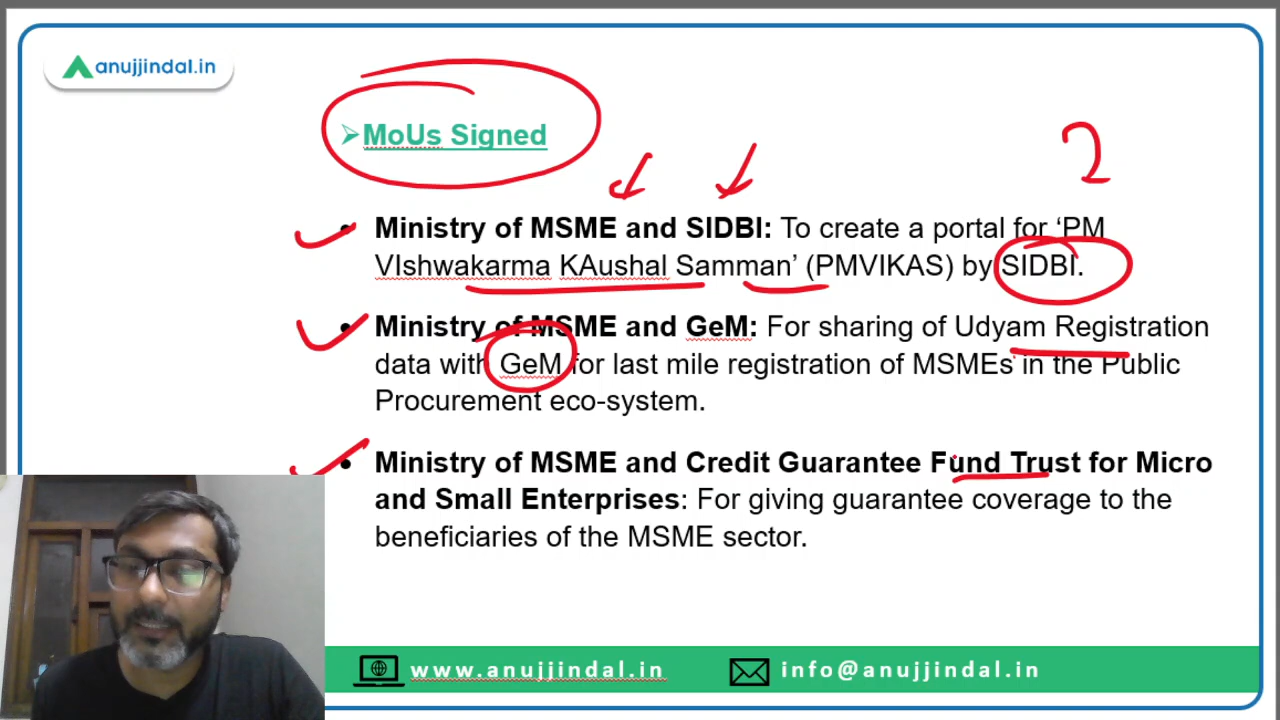 anujjindal.in
MoUs Signed
2
Ministry of MSME and SIDBI: To create a portal for ‘PM
VIshwakarma KAushal Samman’ (PMVIKAS) by SIDBI.
Ministry of MSME and GeM: For sharing of Udyam Registration
data with GeM for last mile registration of MSMEs in the Public
Procurement eco-system.
Ministry of MSME and Credit Guarantee Fund Trust for Micro
and Small Enterprises: For giving guarantee coverage to the
beneficiaries of the MSME sector.
www.anujjindal.in
info@anujjindal.in